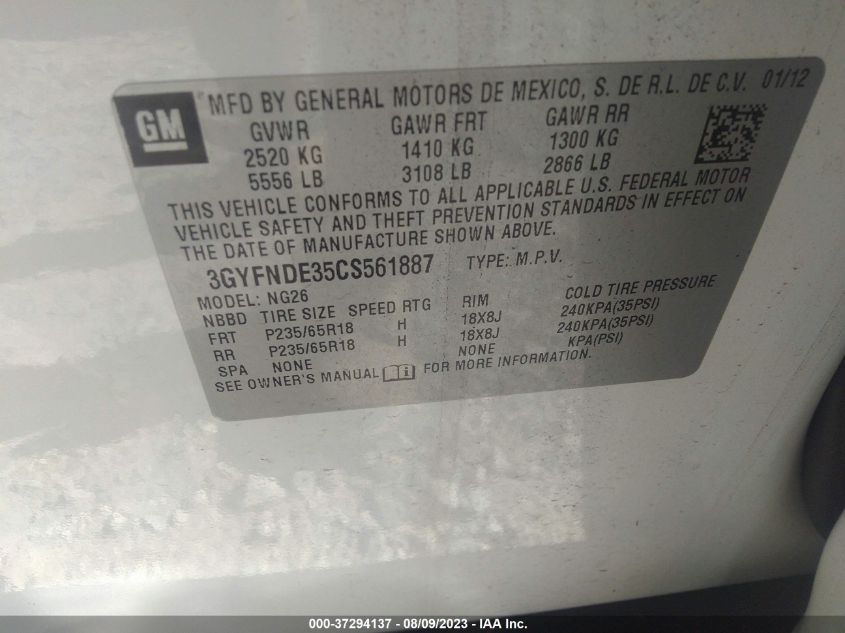 GM
MFD BY GENERAL MOTORS DE MEXICO, S. DE R.L. DE C.V. 01/12
GVWR GAWR FRT GAWR RR
2520 KG 1410 KG 1300 KG
5556 LB 3108 LB 2866 LB
THIS VEHICLE CONFORMS TO ALL APPLICABLE U.S. FEDERAL MOTOR
VEHICLE SAFETY AND THEFT PREVENTION STANDARDS IN EFFECT ON
THE DATE OF MANUFACTURE SHOWN ABOVE.
3GYFNDE35CS561887 TYPE: M.P.V.
MODEL: NG26
NBBD TIRE SIZE SPEED RTG RIM COLD TIRE PRESSURE
FRT P235/65R18 H 18X8J 240KPA(35PSI)
RR P235/65R18 H 18X8J 240KPA(35PSI)
SPA NONE NONE KPA(PSI)
SEE OWNER'S MANUAL FOR MORE INFORMATION.
000-37294137 - 08/09/2023 - IAA Inc.